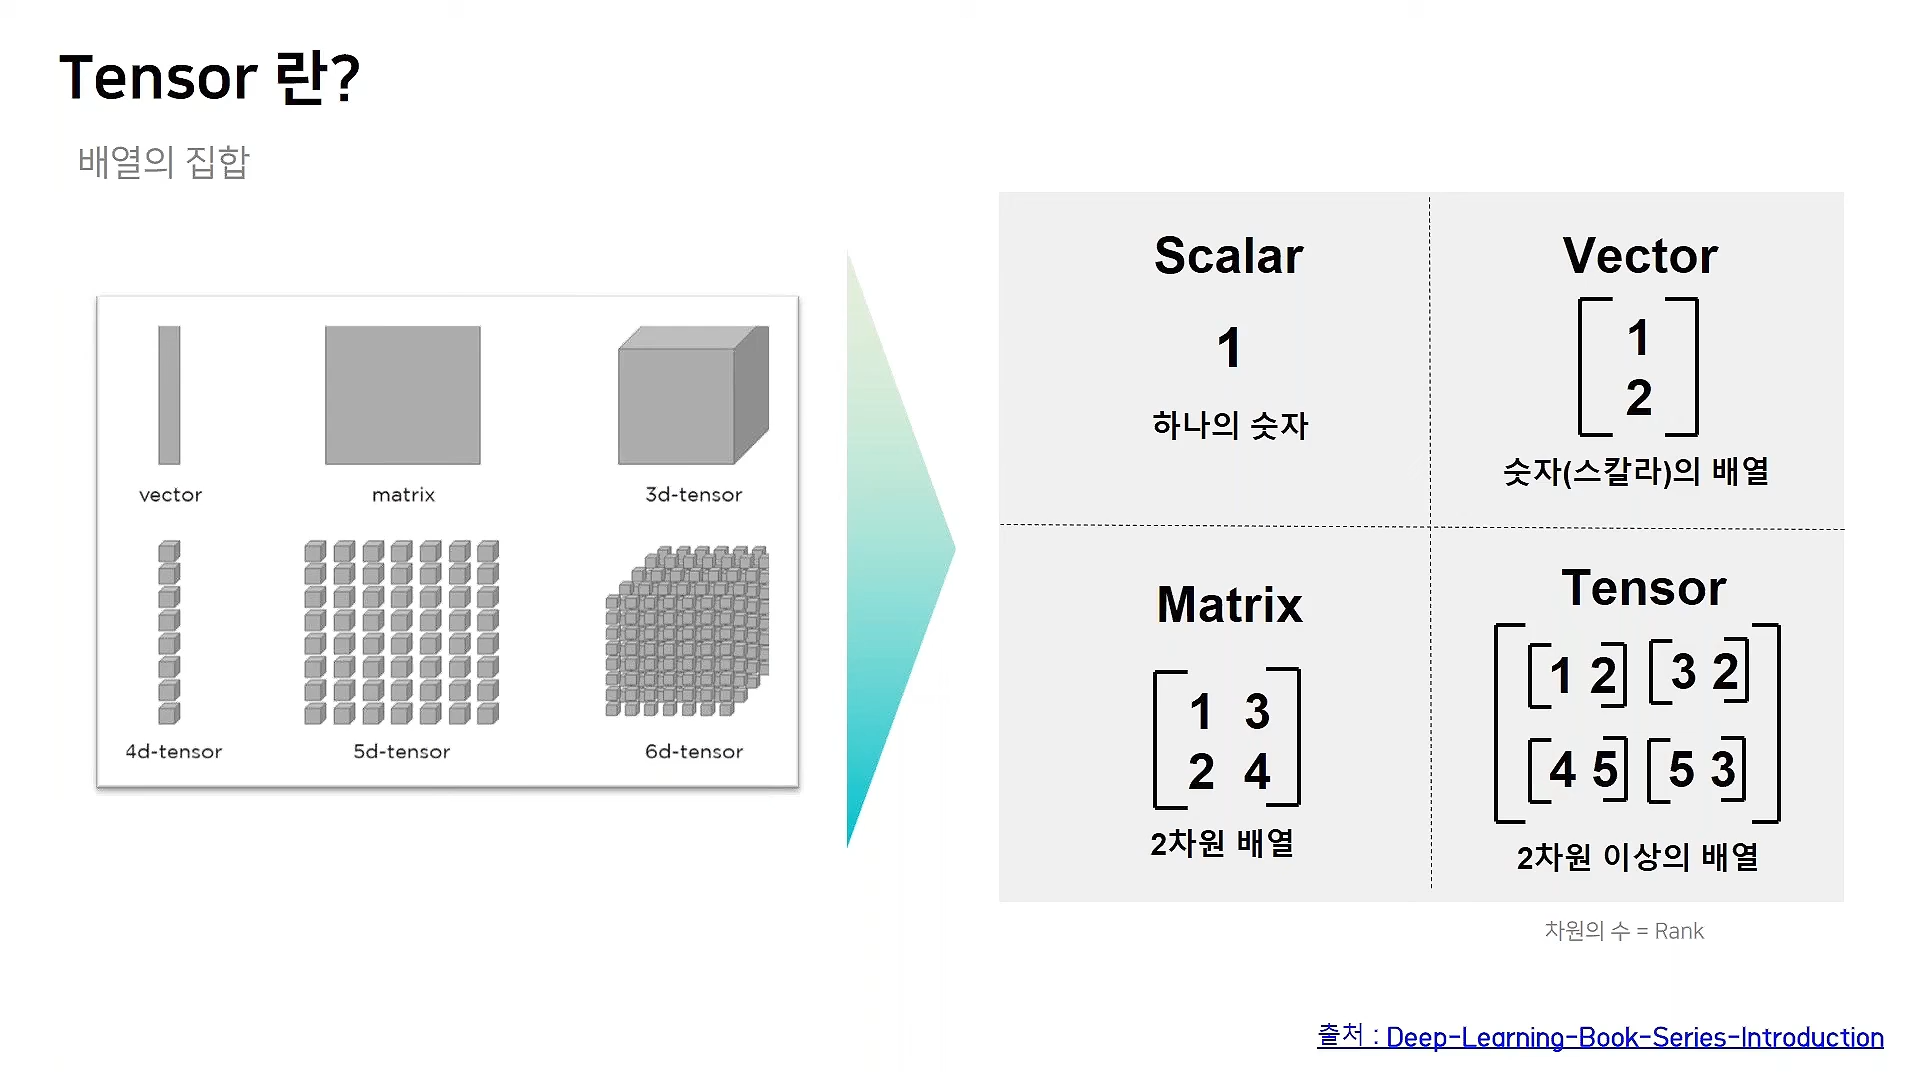 Tensor 란?
배열의 집합
vector
matrix
3d-tensor
4d-tensor
5d-tensor
6d-tensor
Scalar
1
하나의 숫자
Vector
1
2
숫자(스칼라)의 배열
Matrix
1 3
2 4
2차원 배열
Tensor
[1 2] [3 2]
[4 5] [5 3]
2차원 이상의 배열
차원의 수 = Rank
출처 : Deep-Learning-Book-Series-Introduction